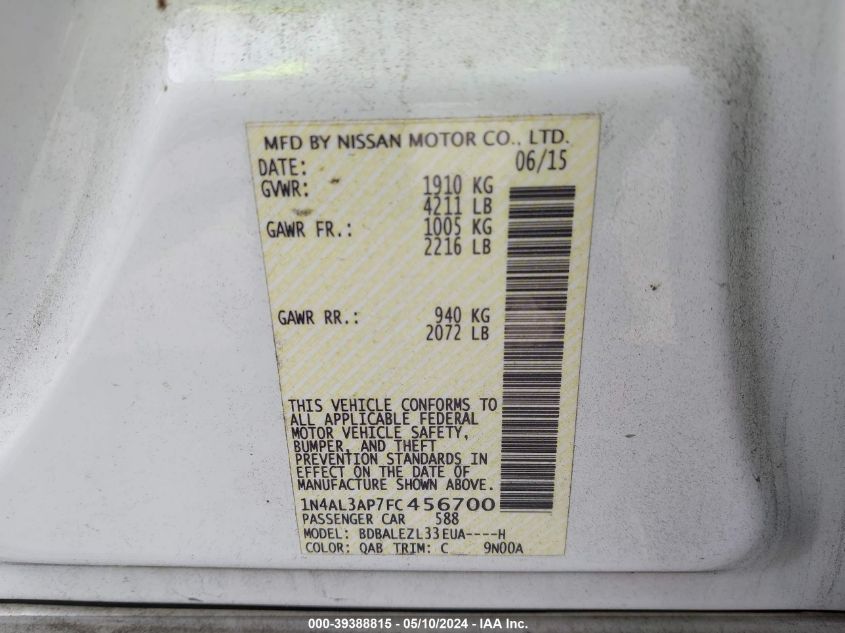 MFD BY NISSAN MOTOR CO., LTD.
DATE: 06/15
GVWR: 1910 KG
4211 LB
GAWR FR.: 1005 KG
2216 LB
GAWR RR.: 940 KG
2072 LB
THIS VEHICLE CONFORMS TO
ALL APPLICABLE FEDERAL
MOTOR VEHICLE SAFETY,
BUMPER, AND THEFT
PREVENTION STANDARDS IN
EFFECT ON THE DATE OF
MANUFACTURE SHOWN ABOVE.
1N4AL3AP7FC456700
PASSENGER CAR 588
MODEL: BDBALEZL33EUA----H
COLOR: QAB TRIM: C 9N00A
000-39388815 - 05/10/2024 - IAA Inc.